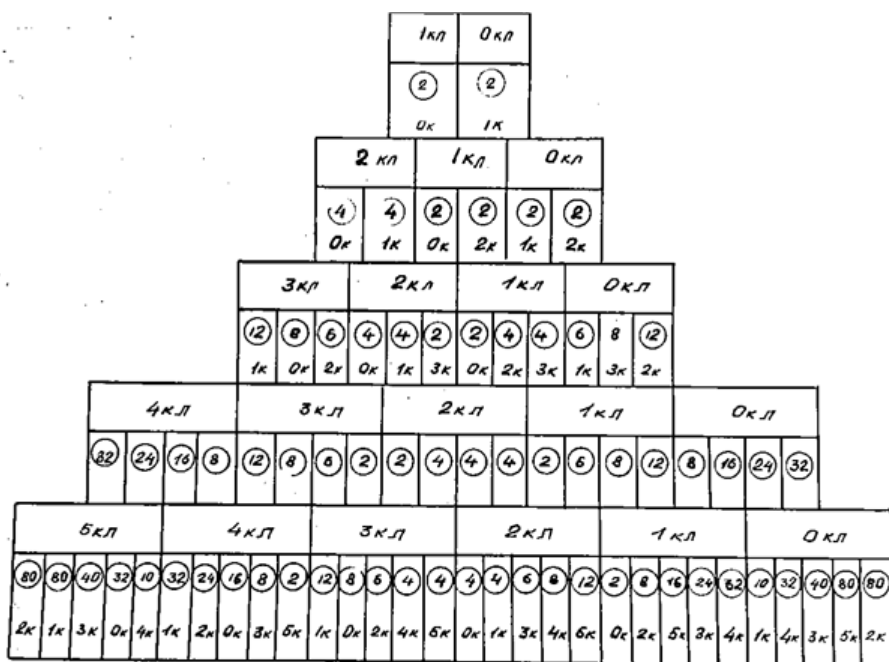 1кл 0кл
2 2
0к 1к
2кл 1кл 0кл
4 4 2 2 2 2
0к 1к 0к 2к 1к 2к
3кл 2кл 1кл 0кл
12 8 6 4 4 2 2 4 4 6 8 12
1к 0к 2к 0к 1к 3к 0к 2к 3к 1к 3к 2к
4кл 3кл 2кл 1кл 0кл
32 24 16 8 12 8 6 2 2 4 4 4 2 6 8 12 8 16 24 32
5кл 4кл 3кл 2кл 1кл 0кл
80 80 40 32 10 32 24 16 8 2 12 8 6 4 4 4 4 6 8 12 2 8 16 24 32 10 32 40 80 80
2к 1к 3к 0к 4к 1к 2к 0к 3к 5к 1к 0к 2к 4к 5к 0к 1к 3к 4к 5к 0к 2к 5к 3к 4к 1к 4к 3к 5к 2к